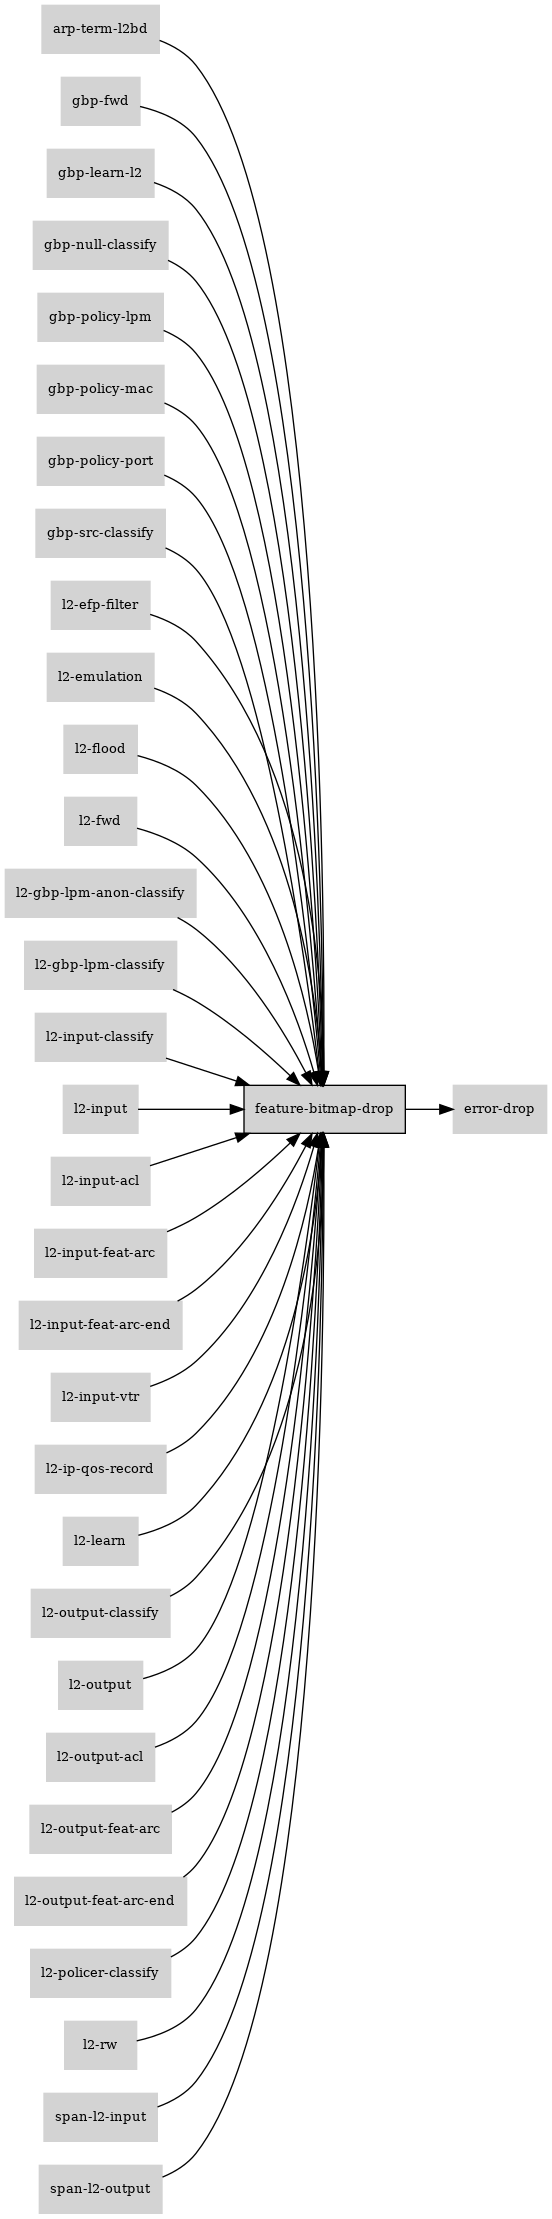 arp-term-l2bd
gbp-fwd
gbp-learn-l2
gbp-null-classify
gbp-policy-lpm
gbp-policy-mac
gbp-policy-port
gbp-src-classify
l2-efp-filter
l2-emulation
l2-flood
l2-fwd
l2-gbp-lpm-anon-classify
l2-gbp-lpm-classify
l2-input-classify
l2-input
feature-bitmap-drop
error-drop
l2-input-acl
l2-input-feat-arc
l2-input-feat-arc-end
l2-input-vtr
l2-ip-qos-record
l2-learn
l2-output-classify
l2-output
l2-output-acl
l2-output-feat-arc
l2-output-feat-arc-end
l2-policer-classify
l2-rw
span-l2-input
span-l2-output